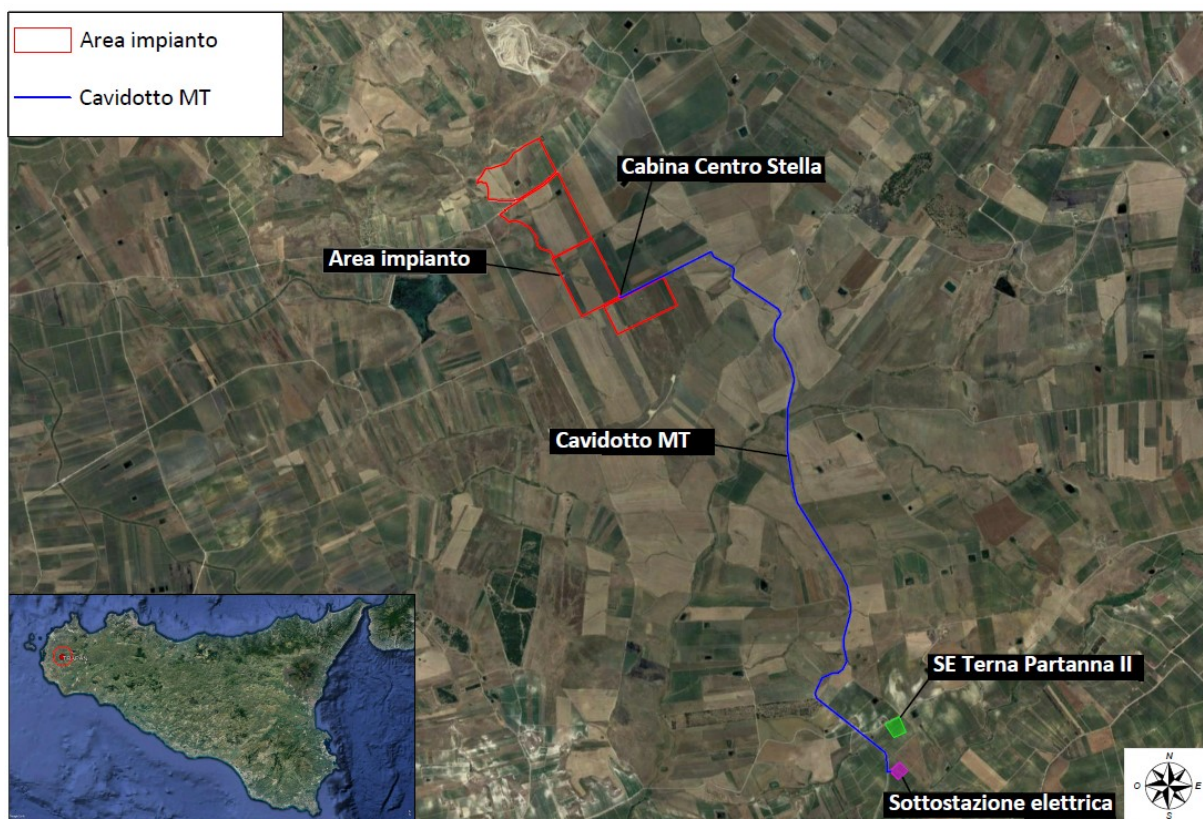 Area impianto
Cavidotto MT
Cabina Centro Stella
Area impianto
Cavidotto MT
SE Terna Partanna II
Sottostazione elettrica
N
O
E
S